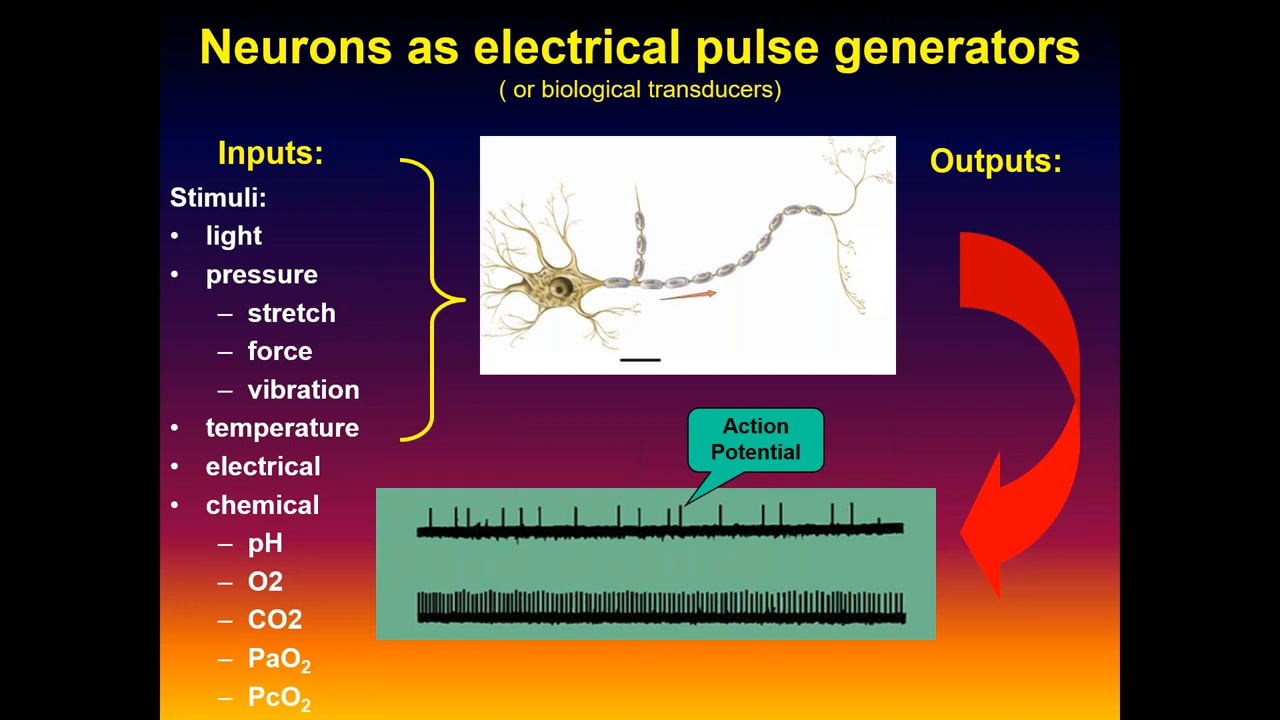 Neurons as electrical pulse generators
( or biological transducers)
Inputs:
Stimuli:
• light
• pressure
– stretch
– force
– vibration
• temperature
• electrical
• chemical
– pH
– O2
– CO2
– PaO₂
– PcO₂
Outputs:
Action
Potential